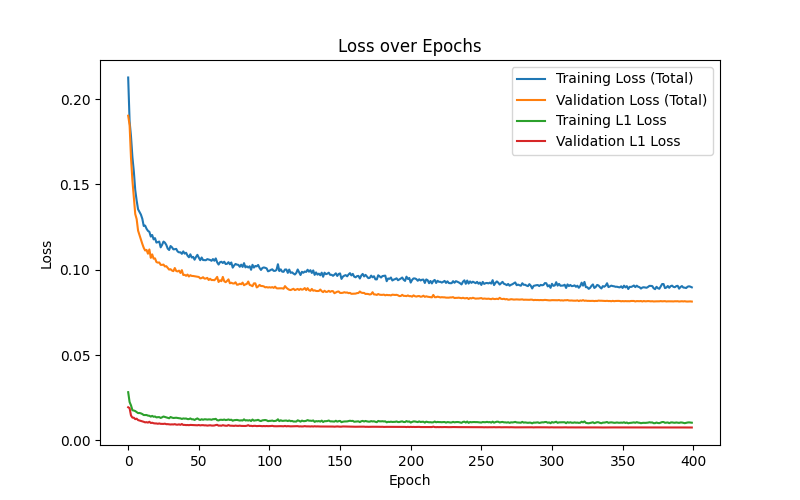 Loss over Epochs
Training Loss (Total)
Validation Loss (Total)
Training L1 Loss
Validation L1 Loss
Loss
0.20
0.15
0.10
0.05
0.00
0 50 100 150 200 250 300 350 400
Epoch